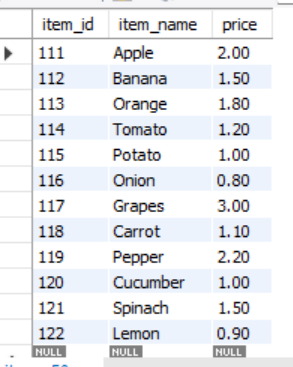 item_id item_name price
111 Apple 2.00
112 Banana 1.50
113 Orange 1.80
114 Tomato 1.20
115 Potato 1.00
116 Onion 0.80
117 Grapes 3.00
118 Carrot 1.10
119 Pepper 2.20
120 Cucumber 1.00
121 Spinach 1.50
122 Lemon 0.90
NULL NULL NULL